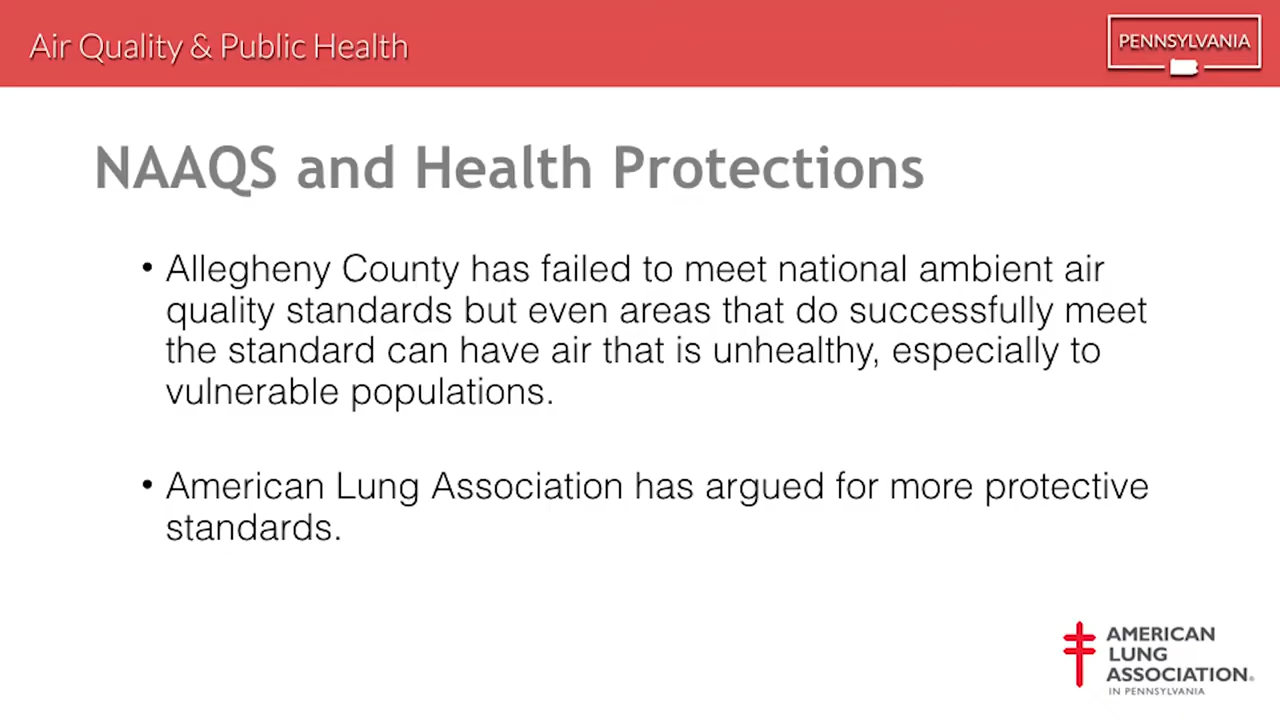 Air Quality & Public Health
PENNSYLVANIA
NAAQS and Health Protections
• Allegheny County has failed to meet national ambient air
quality standards but even areas that do successfully meet
the standard can have air that is unhealthy, especially to
vulnerable populations.
• American Lung Association has argued for more protective
standards.
AMERICAN
LUNG
ASSOCIATION®
IN PENNSYLVANIA